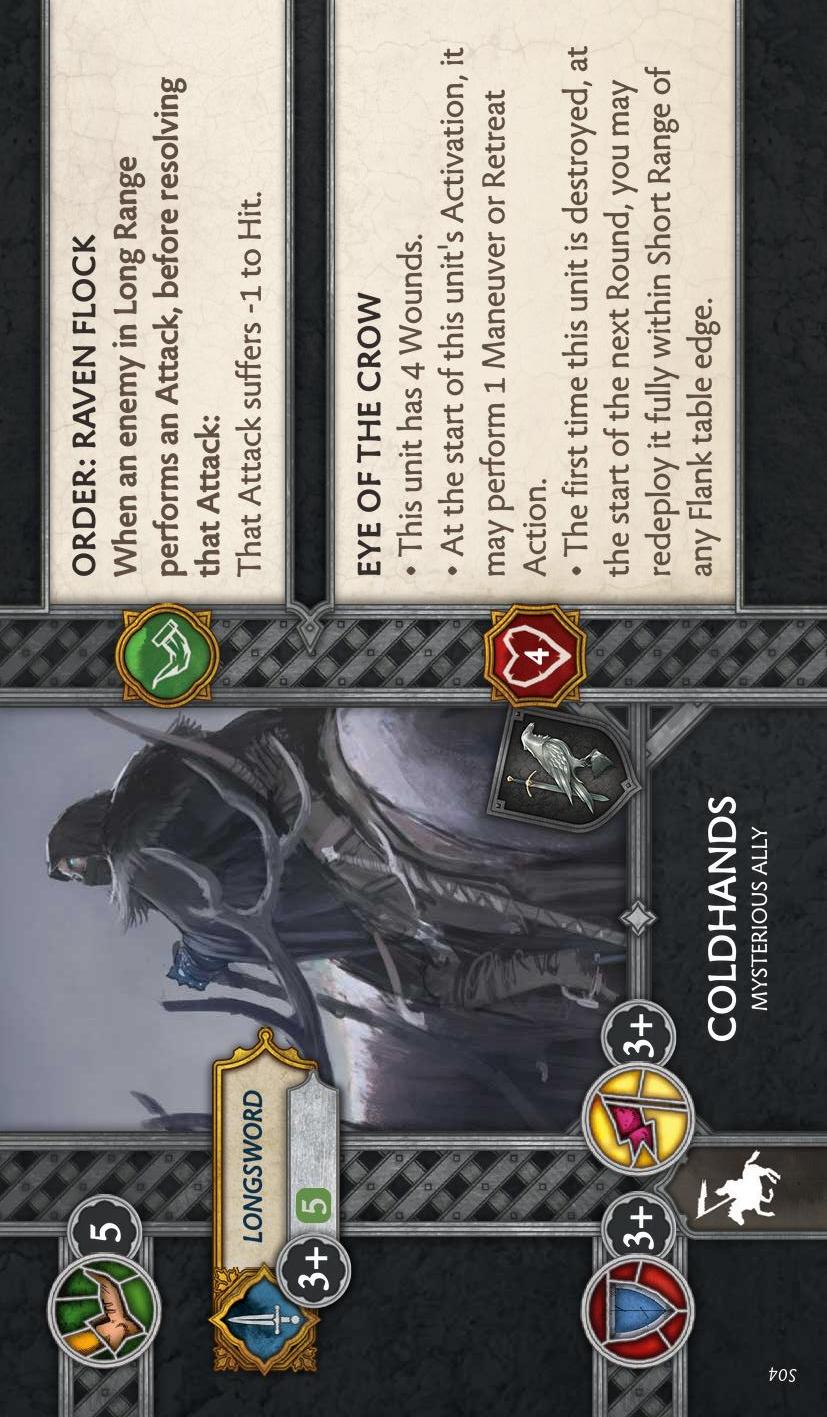 5
LONGSWORD
3+
5
3+
3+
COLDHANDS
MYSTERIOUS ALLY
S04
ORDER: RAVEN FLOCK
When an enemy in Long Range
performs an Attack, before resolving
that Attack:
That Attack suffers -1 to Hit.
4
EYE OF THE CROW
• This unit has 4 Wounds.
• At the start of this unit's Activation, it
may perform 1 Maneuver or Retreat
Action.
• The first time this unit is destroyed, at
the start of the next Round, you may
redeploy it fully within Short Range of
any Flank table edge.